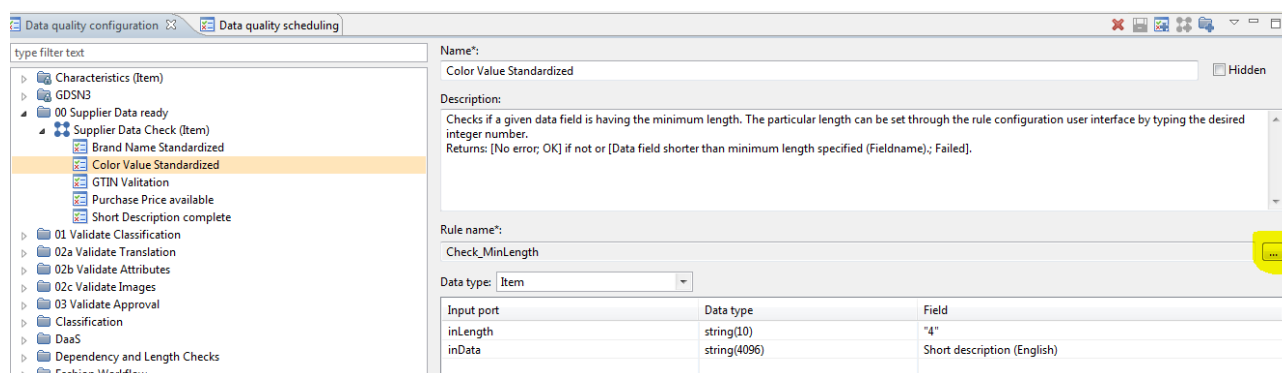 Data quality configuration Data quality scheduling
type filter text
Characteristics (Item)
GDSN3
00 Supplier Data ready
Supplier Data Check (Item)
Brand Name Standardized
Color Value Standardized
GTIN Valitation
Purchase Price available
Short Description complete
01 Validate Classification
02a Validate Translation
02b Validate Attributes
02c Validate Images
03 Validate Approval
Classification
DaaS
Dependency and Length Checks
Fashion Workflow
Name*:
Color Value Standardized
Hidden
Description:
Checks if a given data field is having the minimum length. The particular length can be set through the rule configuration user interface by typing the desired
integer number.
Returns: [No error; OK] if not or [Data field shorter than minimum length specified (Fieldname).; Failed].
Rule name*:
Check_MinLength
...
Data type: Item
Input port Data type Field
inLength string(10) "4"
inData string(4096) Short description (English)